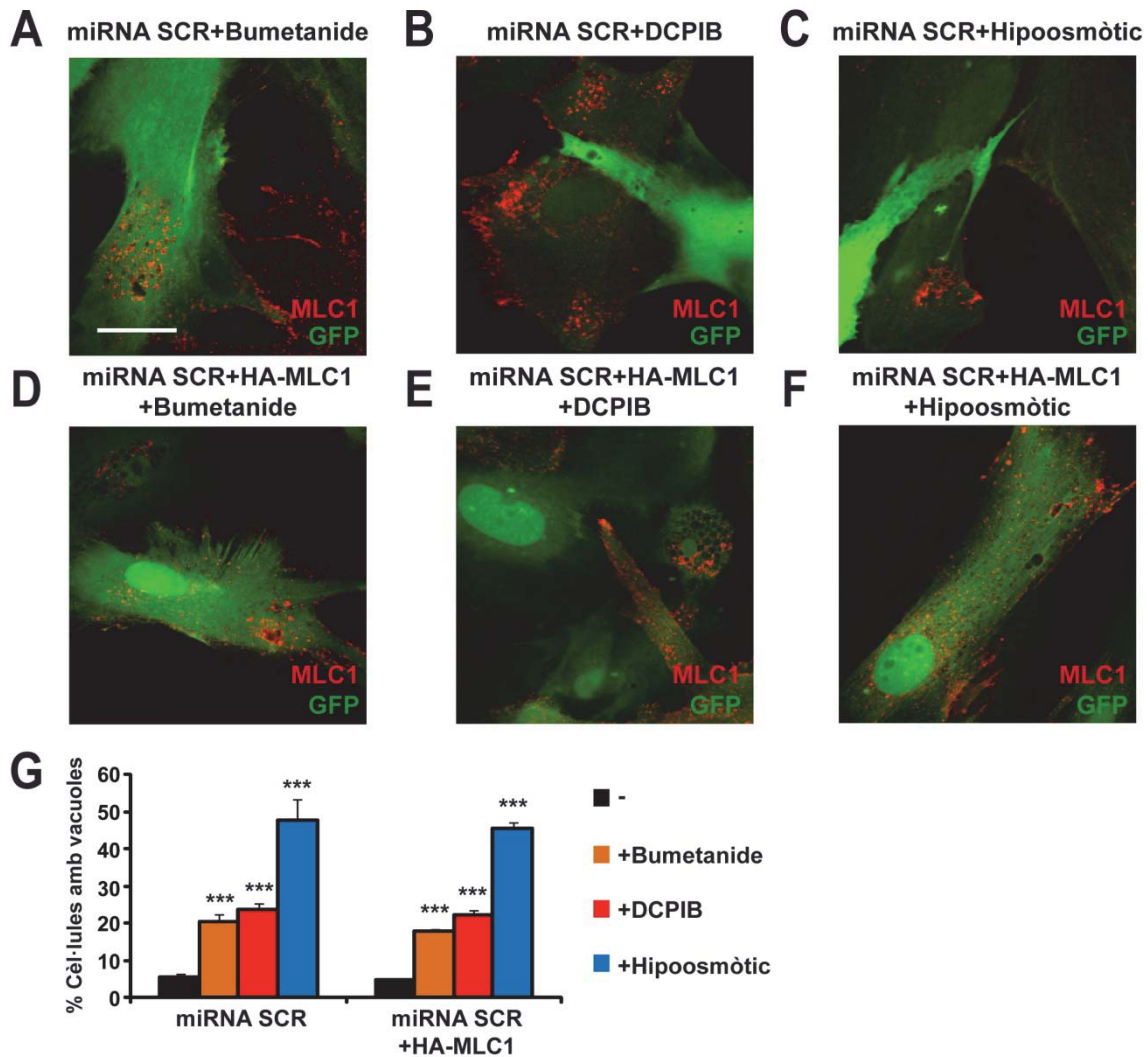 A
miRNA SCR+Bumetanide
MLC1
GFP
B
miRNA SCR+DCPIB
MLC1
GFP
C
miRNA SCR+Hipoosmòtic
MLC1
GFP
D
miRNA SCR+HA-MLC1
+Bumetanide
MLC1
GFP
E
miRNA SCR+HA-MLC1
+DCPIB
MLC1
GFP
F
miRNA SCR+HA-MLC1
+Hipoosmòtic
MLC1
GFP
G
% Cèl·lules amb vacuoles
60
50
40
30
20
10
0
***
***
***
***
***
***
miRNA SCR
miRNA SCR
+HA-MLC1
-
+Bumetanide
+DCPIB
+Hipoosmòtic